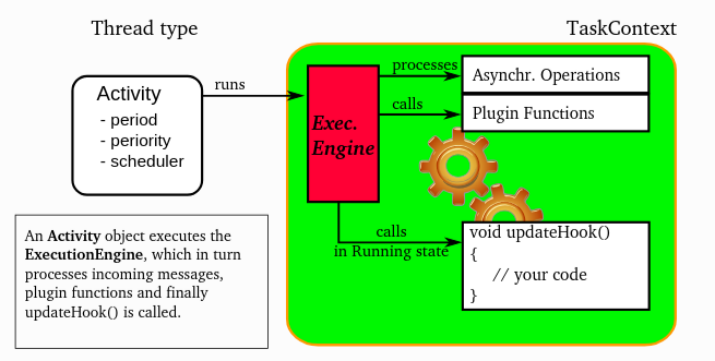 Thread type
TaskContext
Activity
- period
- periority
- scheduler
runs
Exec.
Engine
processes
Asynchr. Operations
calls
Plugin Functions
calls
in Running state
void updateHook()
{
// your code
}
An Activity object executes the
ExecutionEngine, which in turn
processes incoming messages,
plugin functions and finally
updateHook() is called.